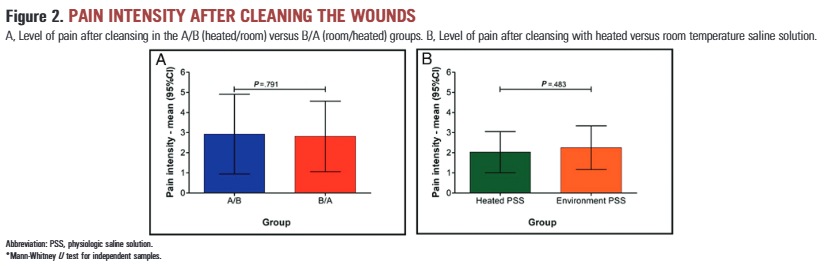 Figure 2. PAIN INTENSITY AFTER CLEANING THE WOUNDS
A, Level of pain after cleansing in the A/B (heated/room) versus B/A (room/heated) groups. B, Level of pain after cleansing with heated versus room temperature saline solution.
A
Pain intensity - mean (95%CI)
6
5
4
3
2
1
0
P=.791
A/B
B/A
Group
B
Pain intensity - mean (95%CI)
6
5
4
3
2
1
0
P=.483
Heated PSS
Environment PSS
Group
Abbreviation: PSS, physiologic saline solution.
*Mann-Whitney U test for independent samples.